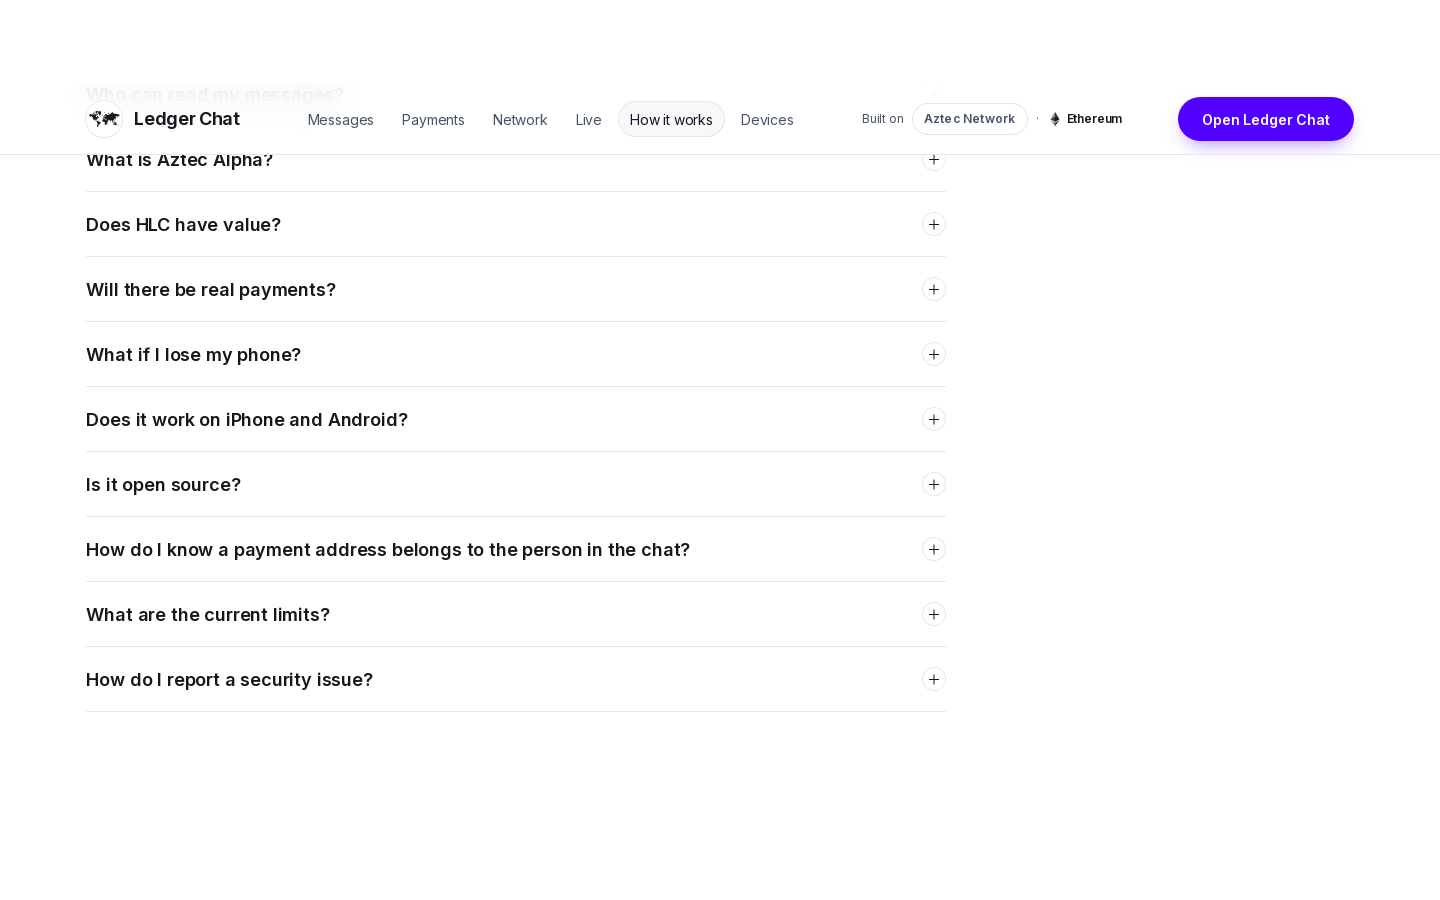 Who can read my messages?
Ledger Chat
Messages
Payments
Network
Live
How it works
Devices
Built on
Aztec Network
·
Ethereum
Open Ledger Chat
What is Aztec Alpha?
Does HLC have value?
Will there be real payments?
What if I lose my phone?
Does it work on iPhone and Android?
Is it open source?
How do I know a payment address belongs to the person in the chat?
What are the current limits?
How do I report a security issue?